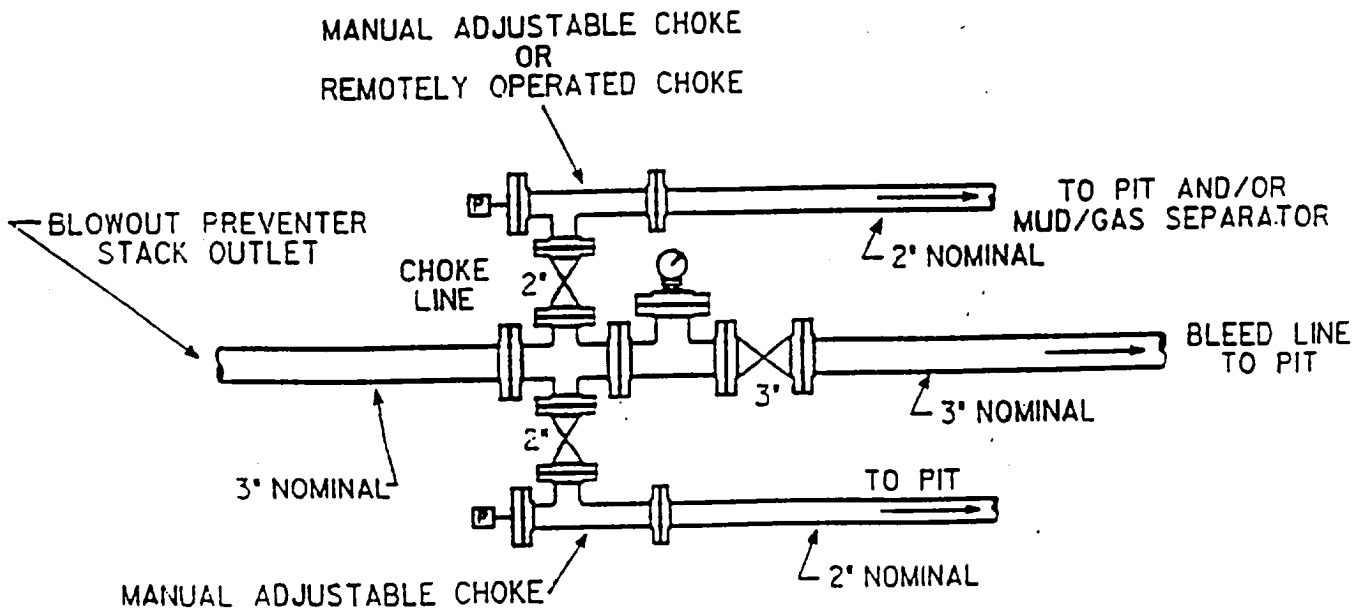 MANUAL ADJUSTABLE CHOKE
OR
REMOTELY OPERATED CHOKE
P
TO PIT AND/OR
MUD/GAS SEPARATOR
BLOWOUT PREVENTER
STACK OUTLET
2" NOMINAL
CHOKE
LINE
2"
BLEED LINE
TO PIT
3"
3" NOMINAL
2"
3" NOMINAL
TO PIT
P
2" NOMINAL
MANUAL ADJUSTABLE CHOKE